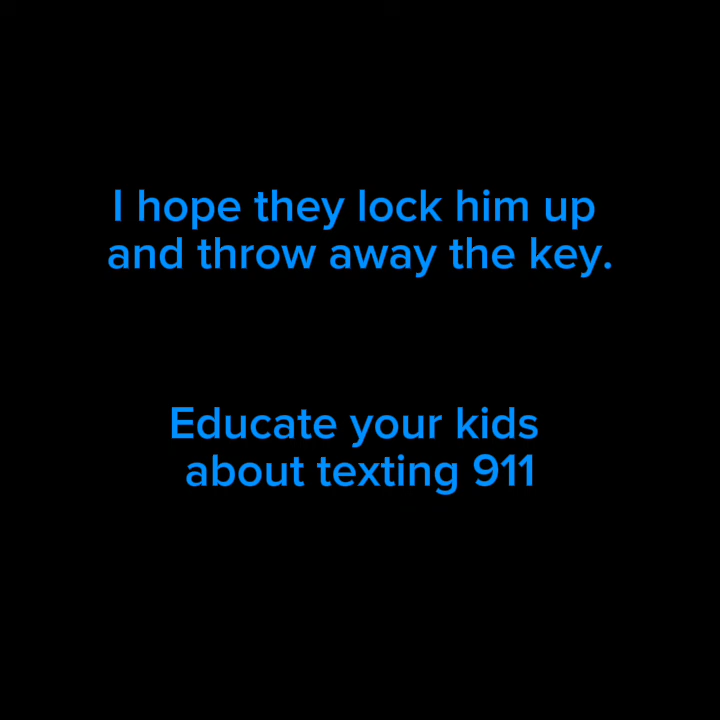 I hope they lock him up
and throw away the key.
Educate your kids
about texting 911